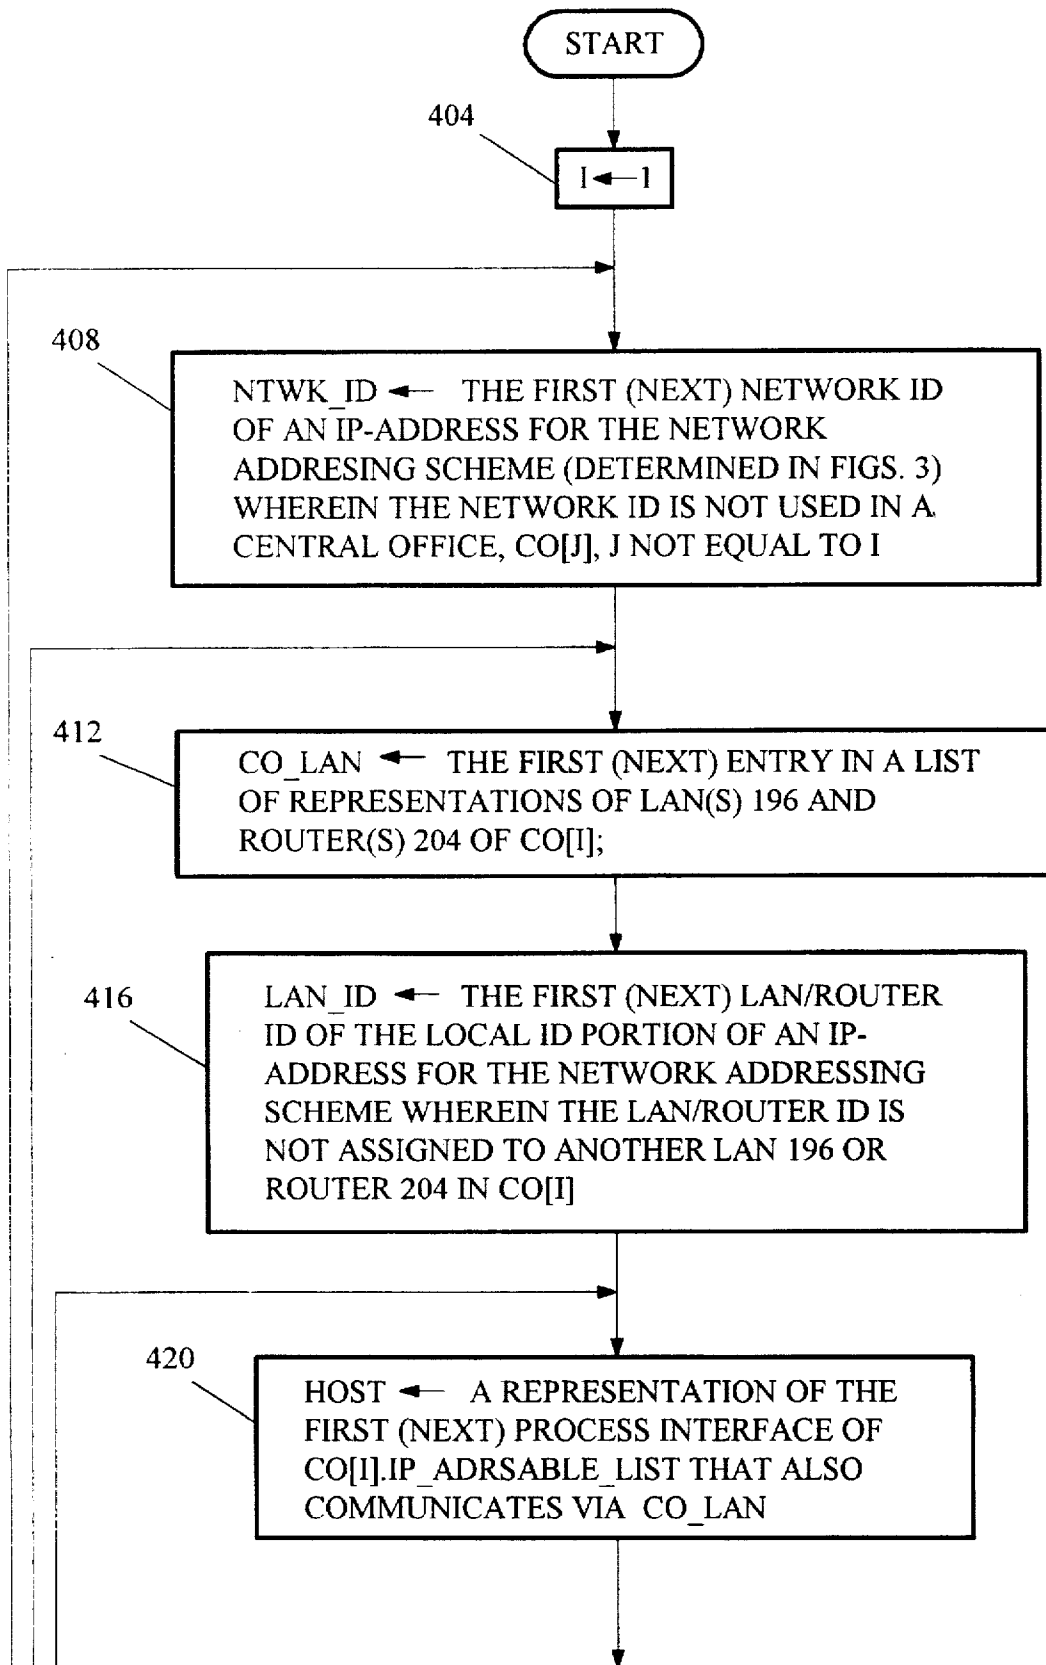 START
404
I←1
408
NTWK_ID ← THE FIRST (NEXT) NETWORK ID
OF AN IP-ADDRESS FOR THE NETWORK
ADDRESING SCHEME (DETERMINED IN FIGS. 3)
WHEREIN THE NETWORK ID IS NOT USED IN A
CENTRAL OFFICE, CO[J], J NOT EQUAL TO I
412
CO_LAN ← THE FIRST (NEXT) ENTRY IN A LIST
OF REPRESENTATIONS OF LAN(S) 196 AND
ROUTER(S) 204 OF CO[I];
416
LAN_ID ← THE FIRST (NEXT) LAN/ROUTER
ID OF THE LOCAL ID PORTION OF AN IP-
ADDRESS FOR THE NETWORK ADDRESSING
SCHEME WHEREIN THE LAN/ROUTER ID IS
NOT ASSIGNED TO ANOTHER LAN 196 OR
ROUTER 204 IN CO[I]
420
HOST ← A REPRESENTATION OF THE
FIRST (NEXT) PROCESS INTERFACE OF
CO[I].IP_ADRSABLE_LIST THAT ALSO
COMMUNICATES VIA CO_LAN